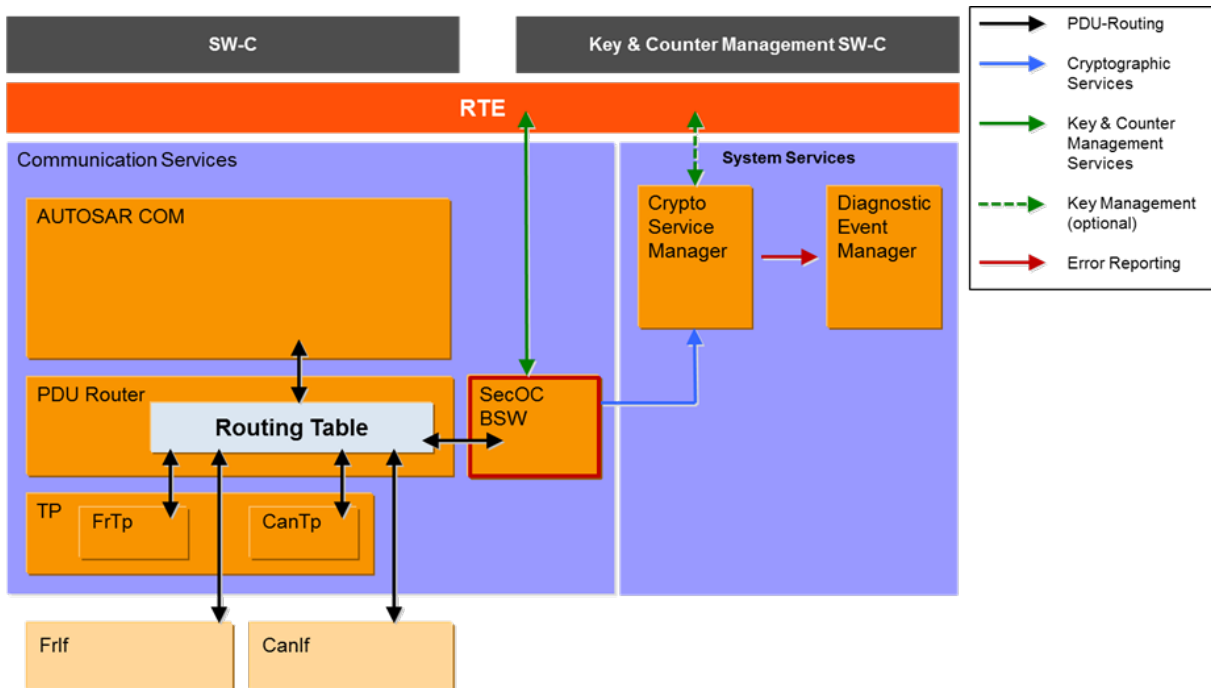 SW-C
Key & Counter Management SW-C
RTE
Communication Services
System Services
AUTOSAR COM
Crypto
Service
Manager
Diagnostic
Event
Manager
PDU Router
Routing Table
SecOC
BSW
TP
FrTp
CanTp
FrIf
CanIf
PDU-Routing
Cryptographic
Services
Key & Counter
Management
Services
Key Management
(optional)
Error Reporting